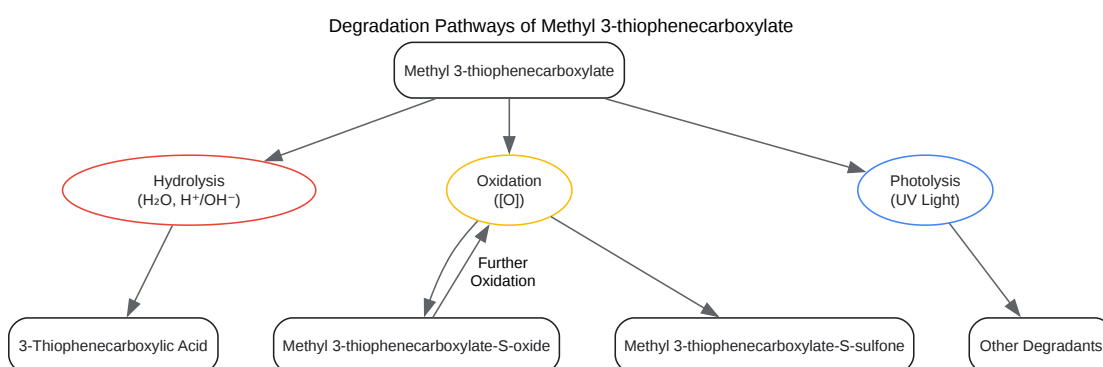 Degradation Pathways of Methyl 3-thiophenecarboxylate
Methyl 3-thiophenecarboxylate
Hydrolysis
(H₂O, H⁺/OH⁻)
Oxidation
([O])
Photolysis
(UV Light)
Further
Oxidation
3-Thiophenecarboxylic Acid
Methyl 3-thiophenecarboxylate-S-oxide
Methyl 3-thiophenecarboxylate-S-sulfone
Other Degradants